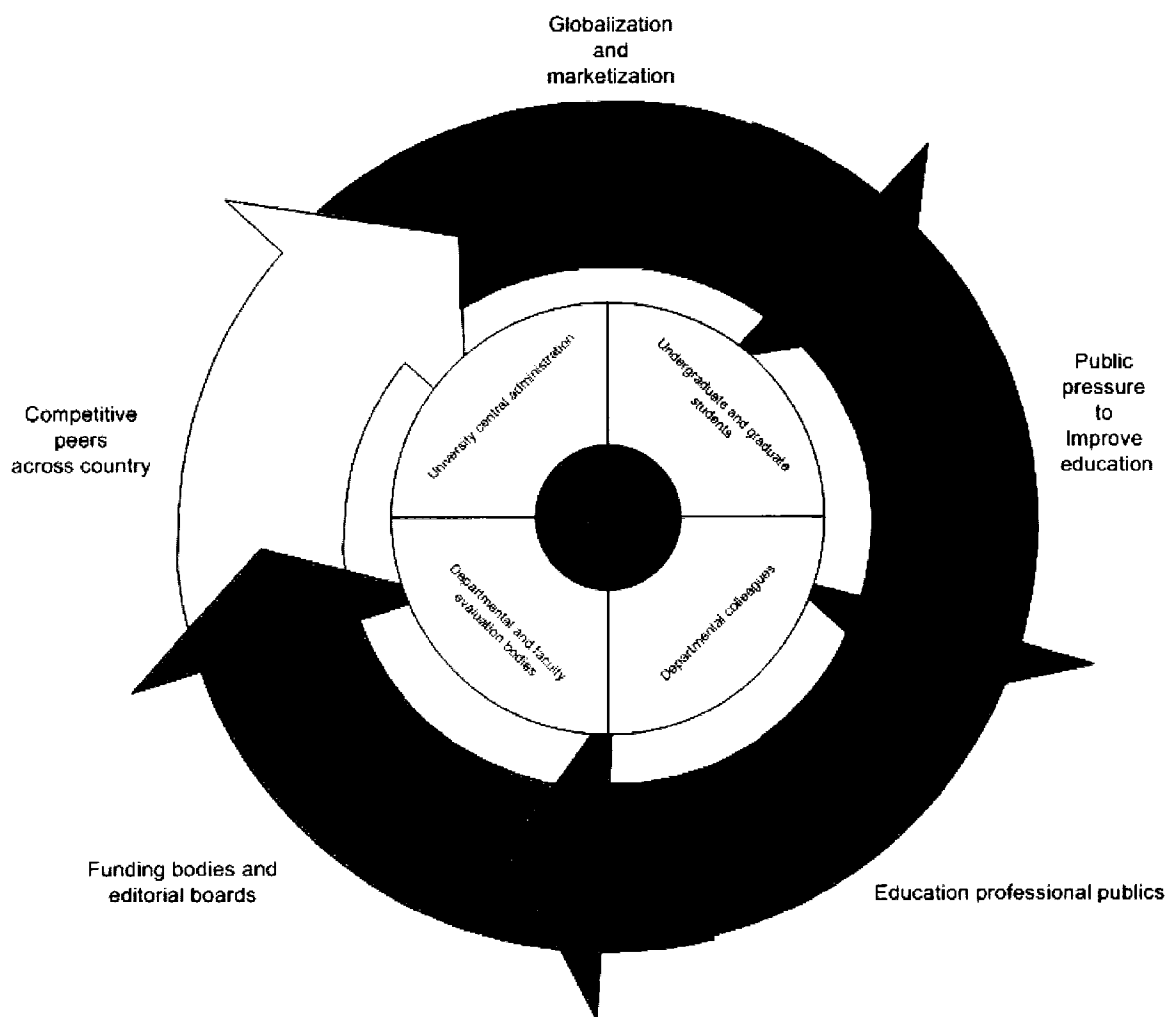 Globalization
and
marketization
Public
pressure
to
Improve
education
Competitive
peers
across country
University central administration
Undergraduate and graduate
students
Departmental and faculty
evaluation bodies
Departmental colleagues
Funding bodies and
editorial boards
Education professional publics